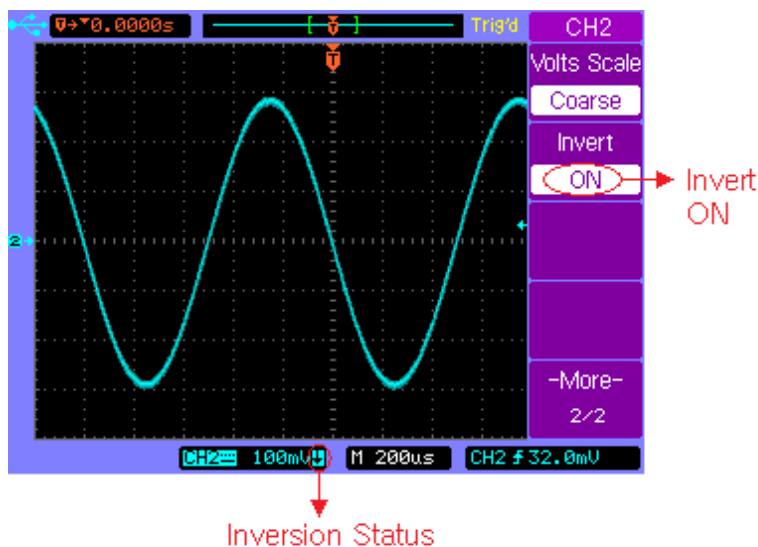 T→▼0.0000s [ T ] Trig'd CH2
T
Volts Scale
Coarse
Invert
ON
Invert
ON
2
-More-
2/2
CH2 100mV↓ M 200us CH2 32.0mV
Inversion Status